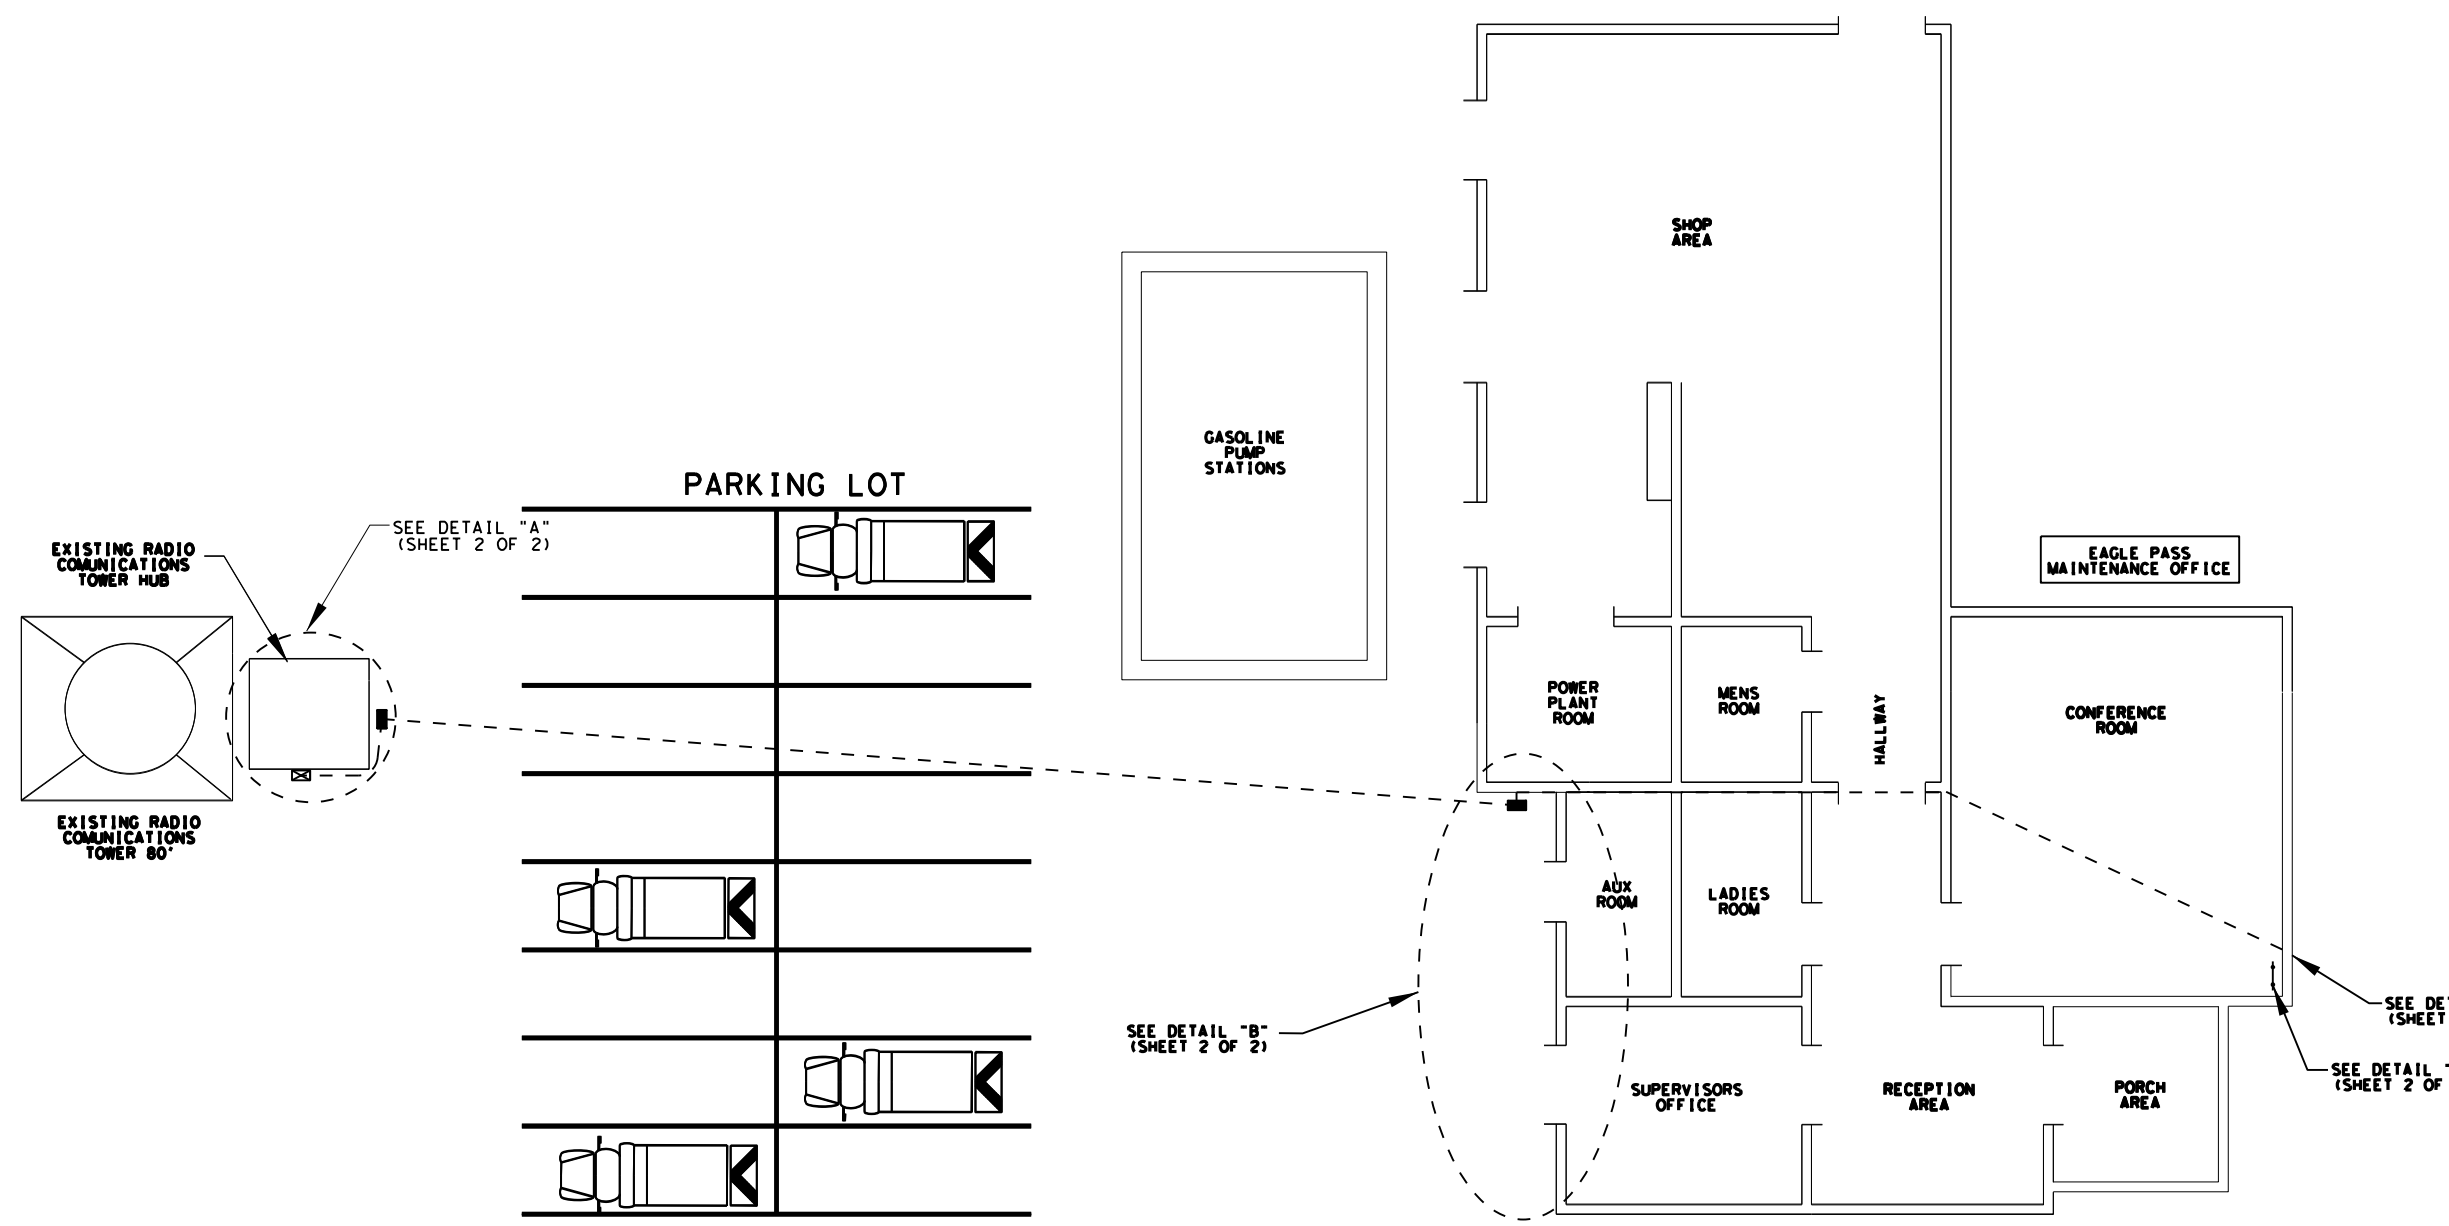 SHOP
AREA
GASOLINE
PUMP
STATIONS
PARKING LOT
SEE DETAIL "A"
(SHEET 2 OF 2)
EXISTING RADIO
COMUNICATIONS
TOWER HUB
EAGLE PASS
MAINTENANCE OFFICE
POWER
PLANT
ROOM
MENS
ROOM
HALLWAY
CONFERENCE
ROOM
EXISTING RADIO
COMUNICATIONS
TOWER 80'
AUX
ROOM
LADIES
ROOM
SEE DETAIL "B"
(SHEET 2 OF 2)
SEE DE
(SHEET
SEE DETAIL "
(SHEET 2 OF
SUPERVISORS
OFFICE
RECEPTION
AREA
PORCH
AREA